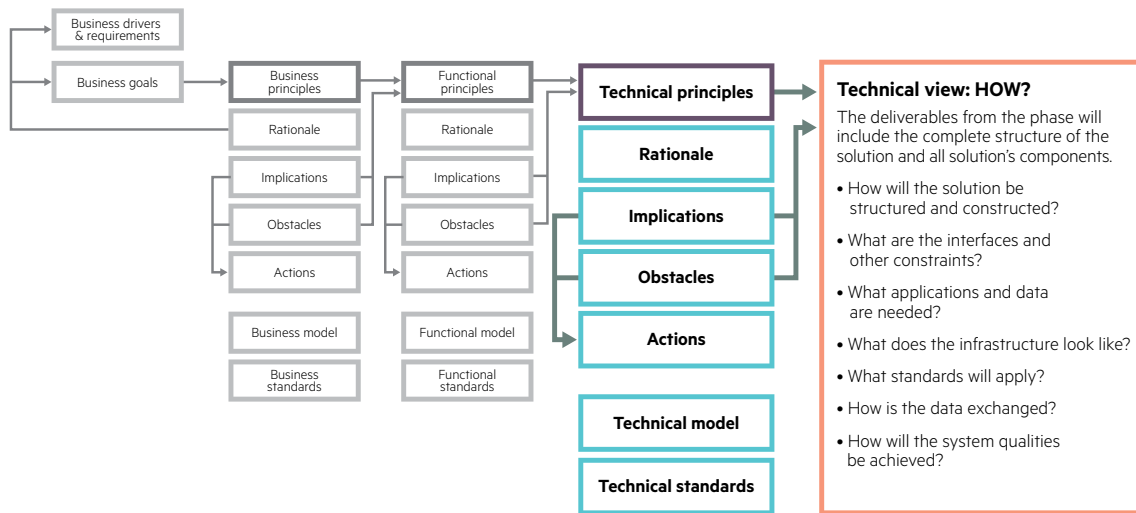 Business drivers
& requirements
Business goals
Business
principles
Rationale
Implications
Obstacles
Actions
Business model
Business
standards
Functional
principles
Rationale
Implications
Obstacles
Actions
Functional model
Functional
standards
Technical principles
Rationale
Implications
Obstacles
Actions
Technical model
Technical standards
Technical view: HOW?
The deliverables from the phase will
include the complete structure of the
solution and all solution’s components.
• How will the solution be
structured and constructed?
• What are the interfaces and
other constraints?
• What applications and data
are needed?
• What does the infrastructure look like?
• What standards will apply?
• How is the data exchanged?
• How will the system qualities
be achieved?